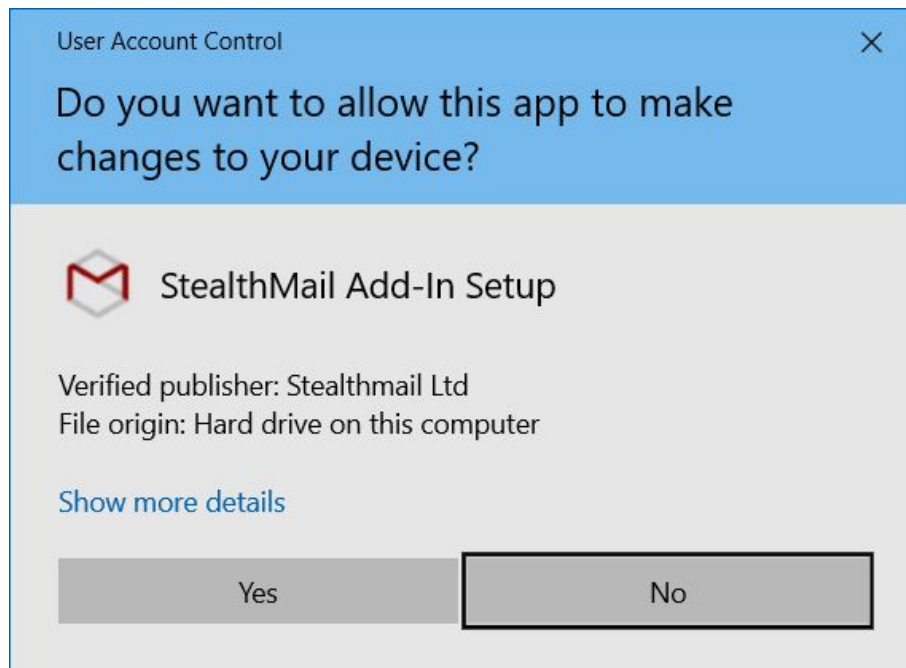 User Account Control
Do you want to allow this app to make
changes to your device?
StealthMail Add-In Setup
Verified publisher: Stealthmail Ltd
File origin: Hard drive on this computer
Show more details
Yes
No